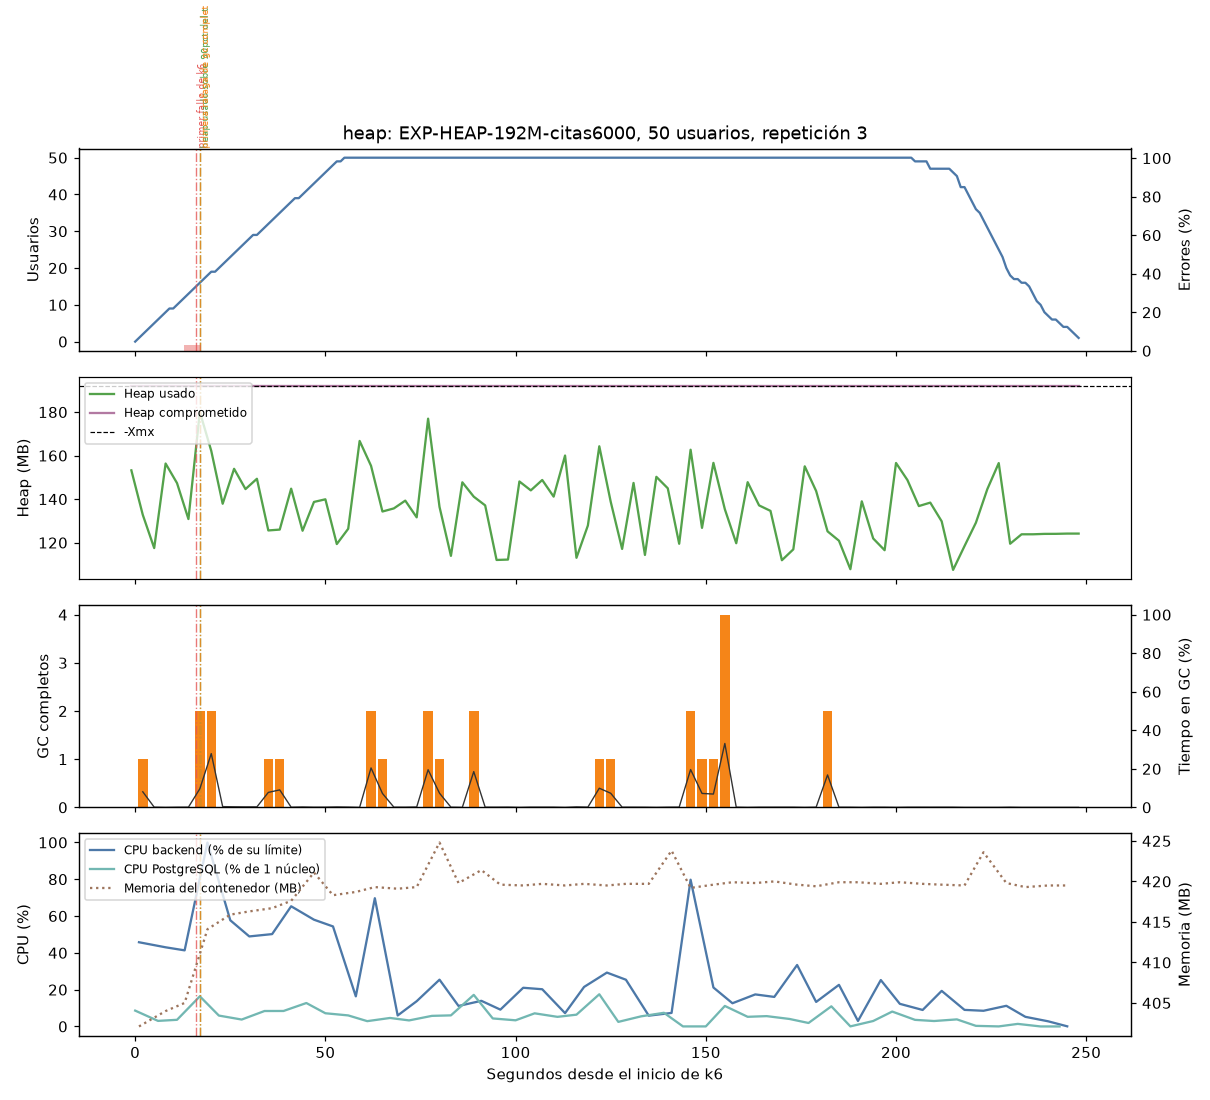 primer fallo de k6
heap: EXP-HEAP-192M-citas6000, 50 usuarios, repetición 3
50
40
30
20
10
0
Usuarios
100
80
60
40
20
0
Errores (%)
Heap usado
Heap comprometido
-Xmx
180
160
140
120
Heap (MB)
4
3
2
1
0
GC completos
100
80
60
40
20
0
Tiempo en GC (%)
CPU backend (% de su límite)
CPU PostgreSQL (% de 1 núcleo)
Memoria del contenedor (MB)
100
80
60
40
20
0
CPU (%)
425
420
415
410
405
Memoria (MB)
0 50 100 150 200 250
Segundos desde el inicio de k6